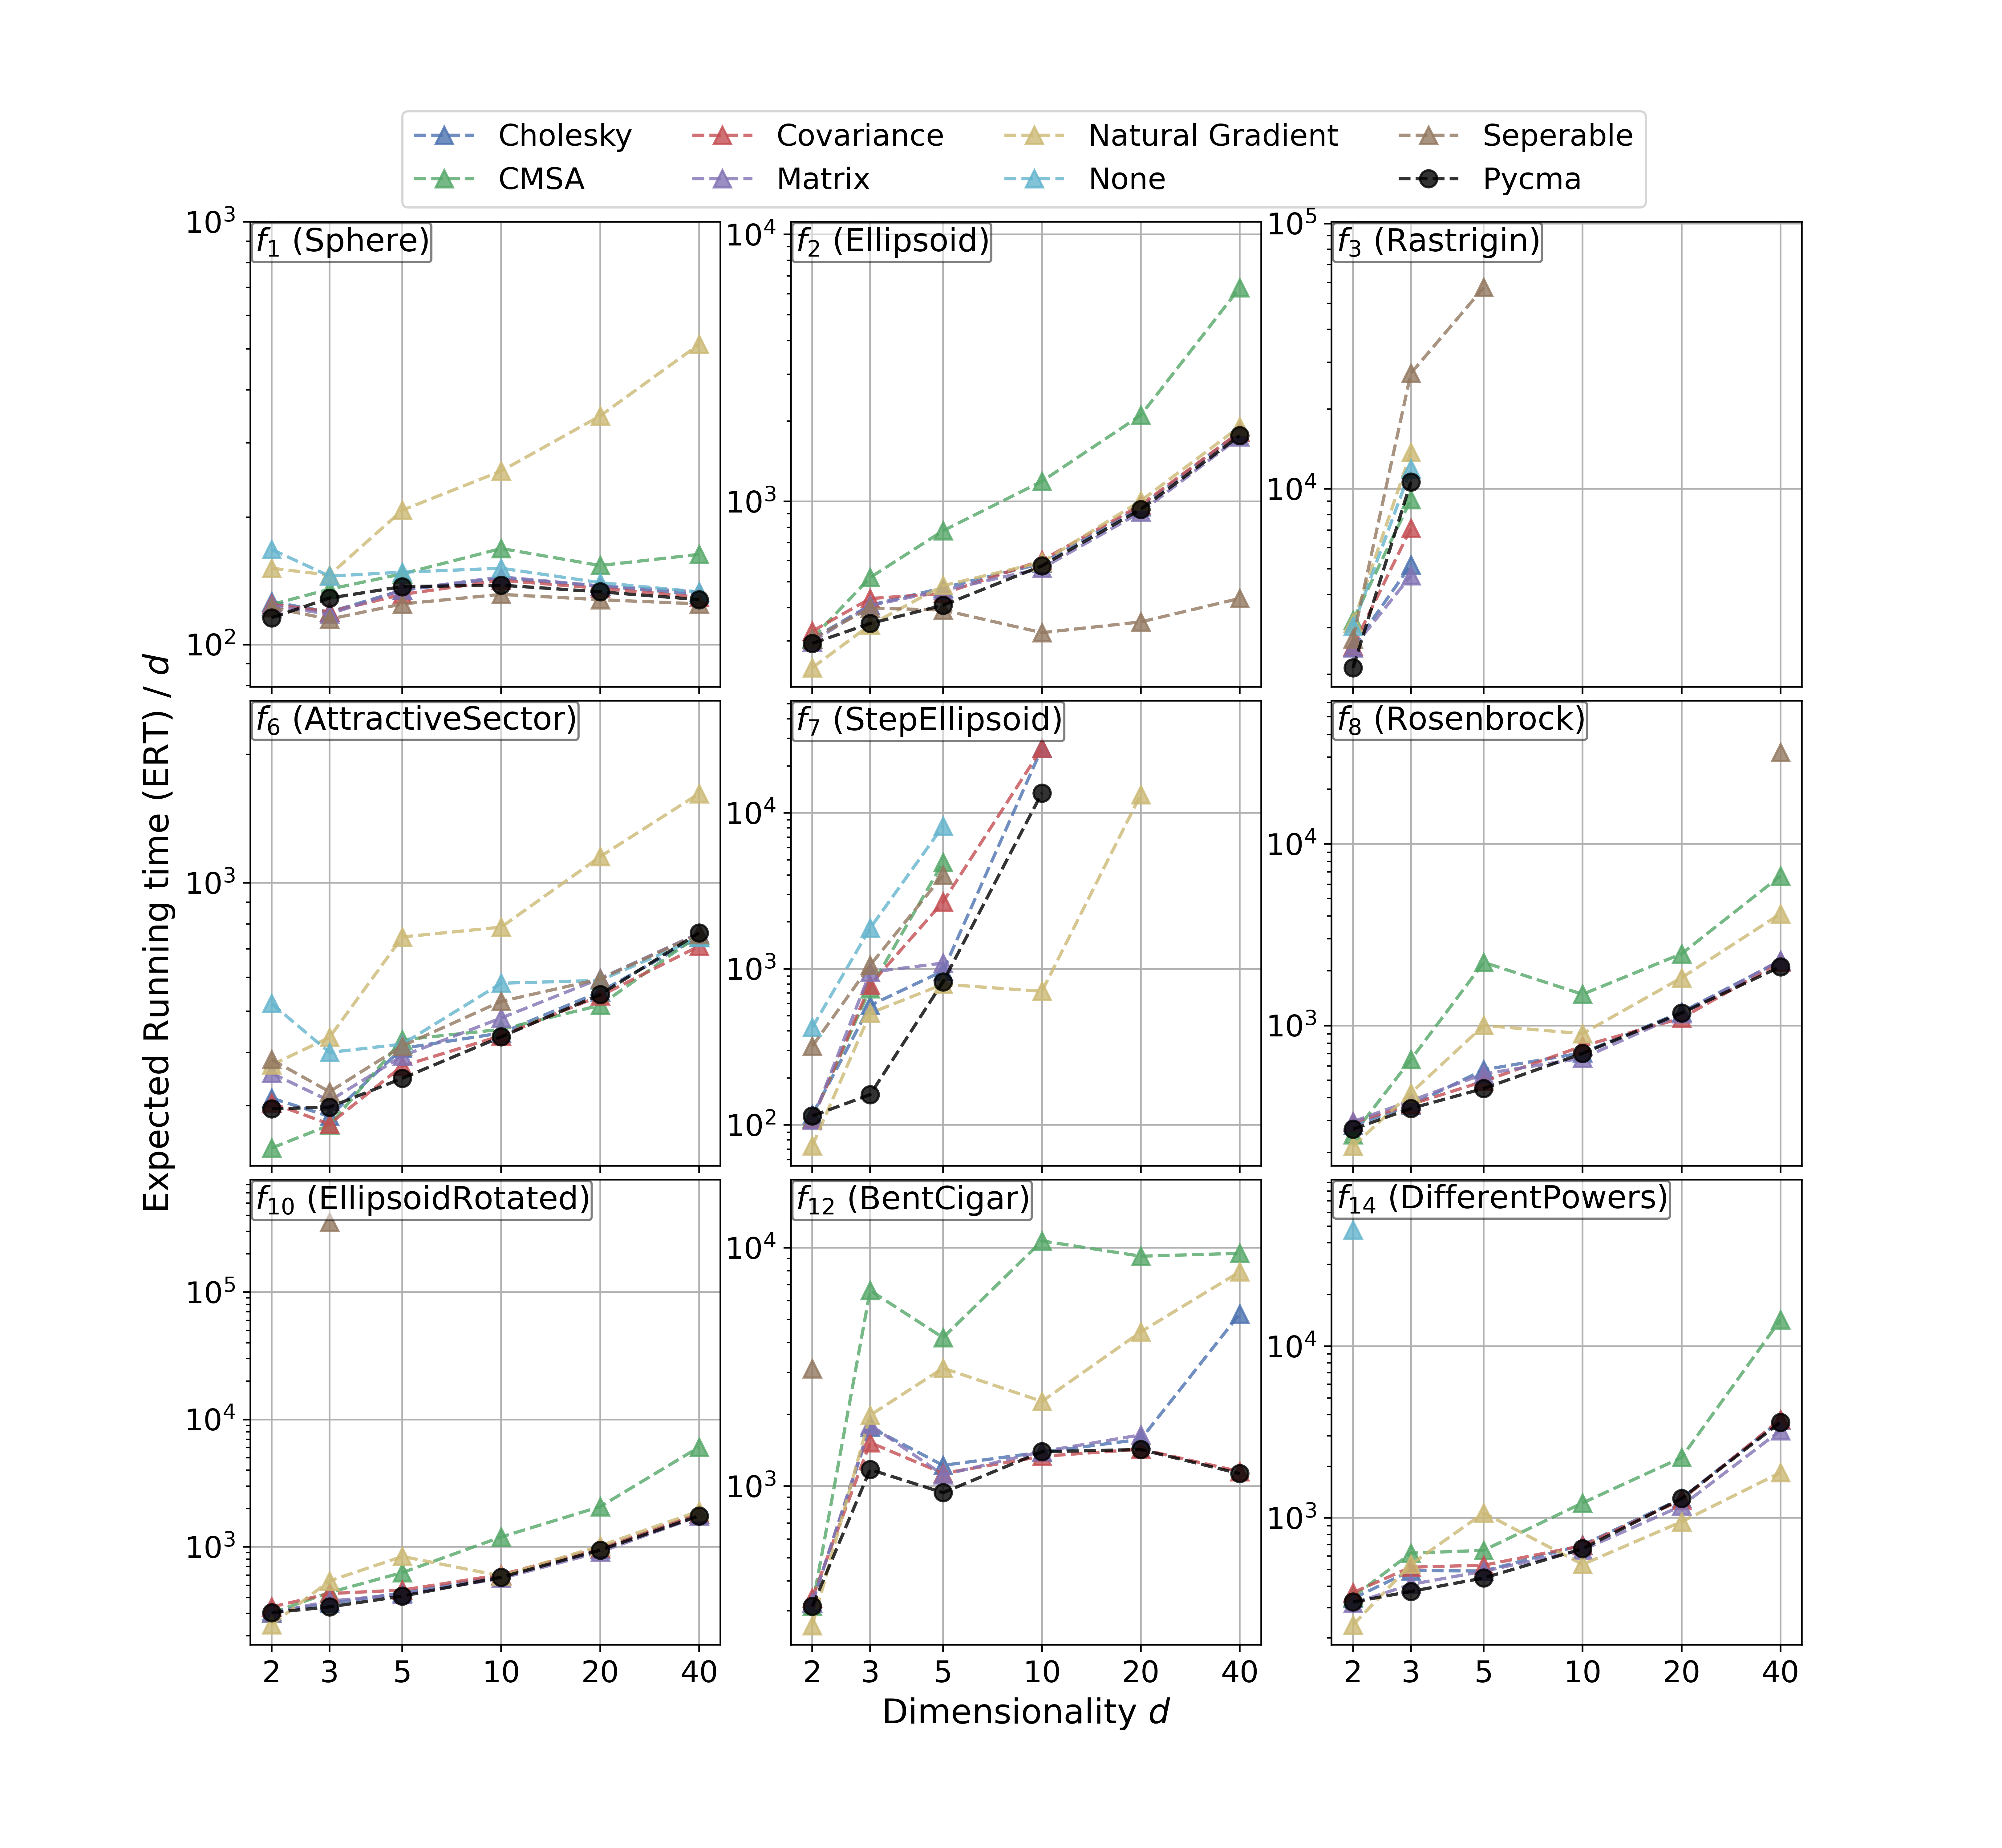 Cholesky Covariance Natural Gradient Seperable
CMSA Matrix None Pycma
f1 (Sphere) f2 (Ellipsoid) f3 (Rastrigin)
10^3 10^4 10^5
10^3 10^4
10^2
f6 (AttractiveSector) f7 (StepEllipsoid) f8 (Rosenbrock)
10^4 10^4
10^3 10^3 10^3
10^2
f10 (EllipsoidRotated) f12 (BentCigar) f14 (DifferentPowers)
10^5 10^4 10^4
10^4
10^3 10^3 10^3
2 3 5 10 20 40 2 3 5 10 20 40 2 3 5 10 20 40
Dimensionality d
Expected Running time (ERT) / d